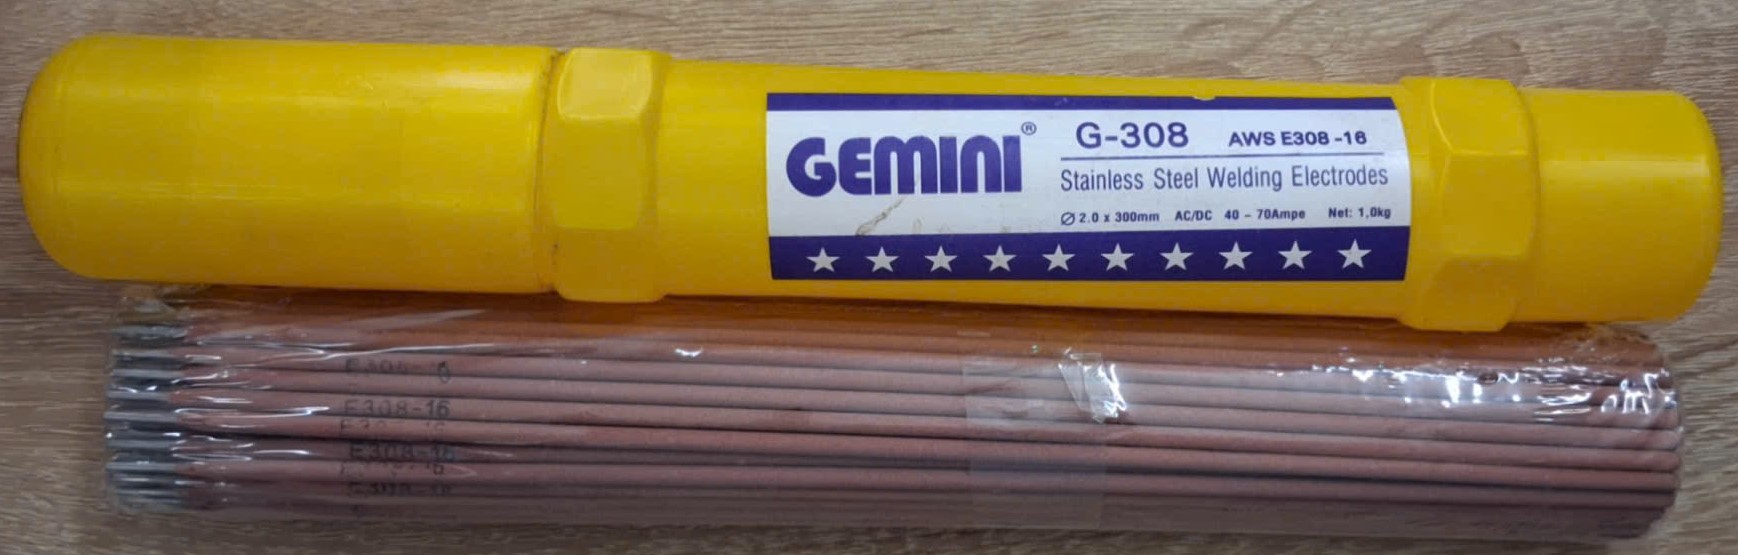 GEMINI®
G-308 AWS E308-16
Stainless Steel Welding Electrodes
Ø 2.0 x 300mm AC/DC 40 - 70Ampe Net: 1,0kg
E308-16
E308-16